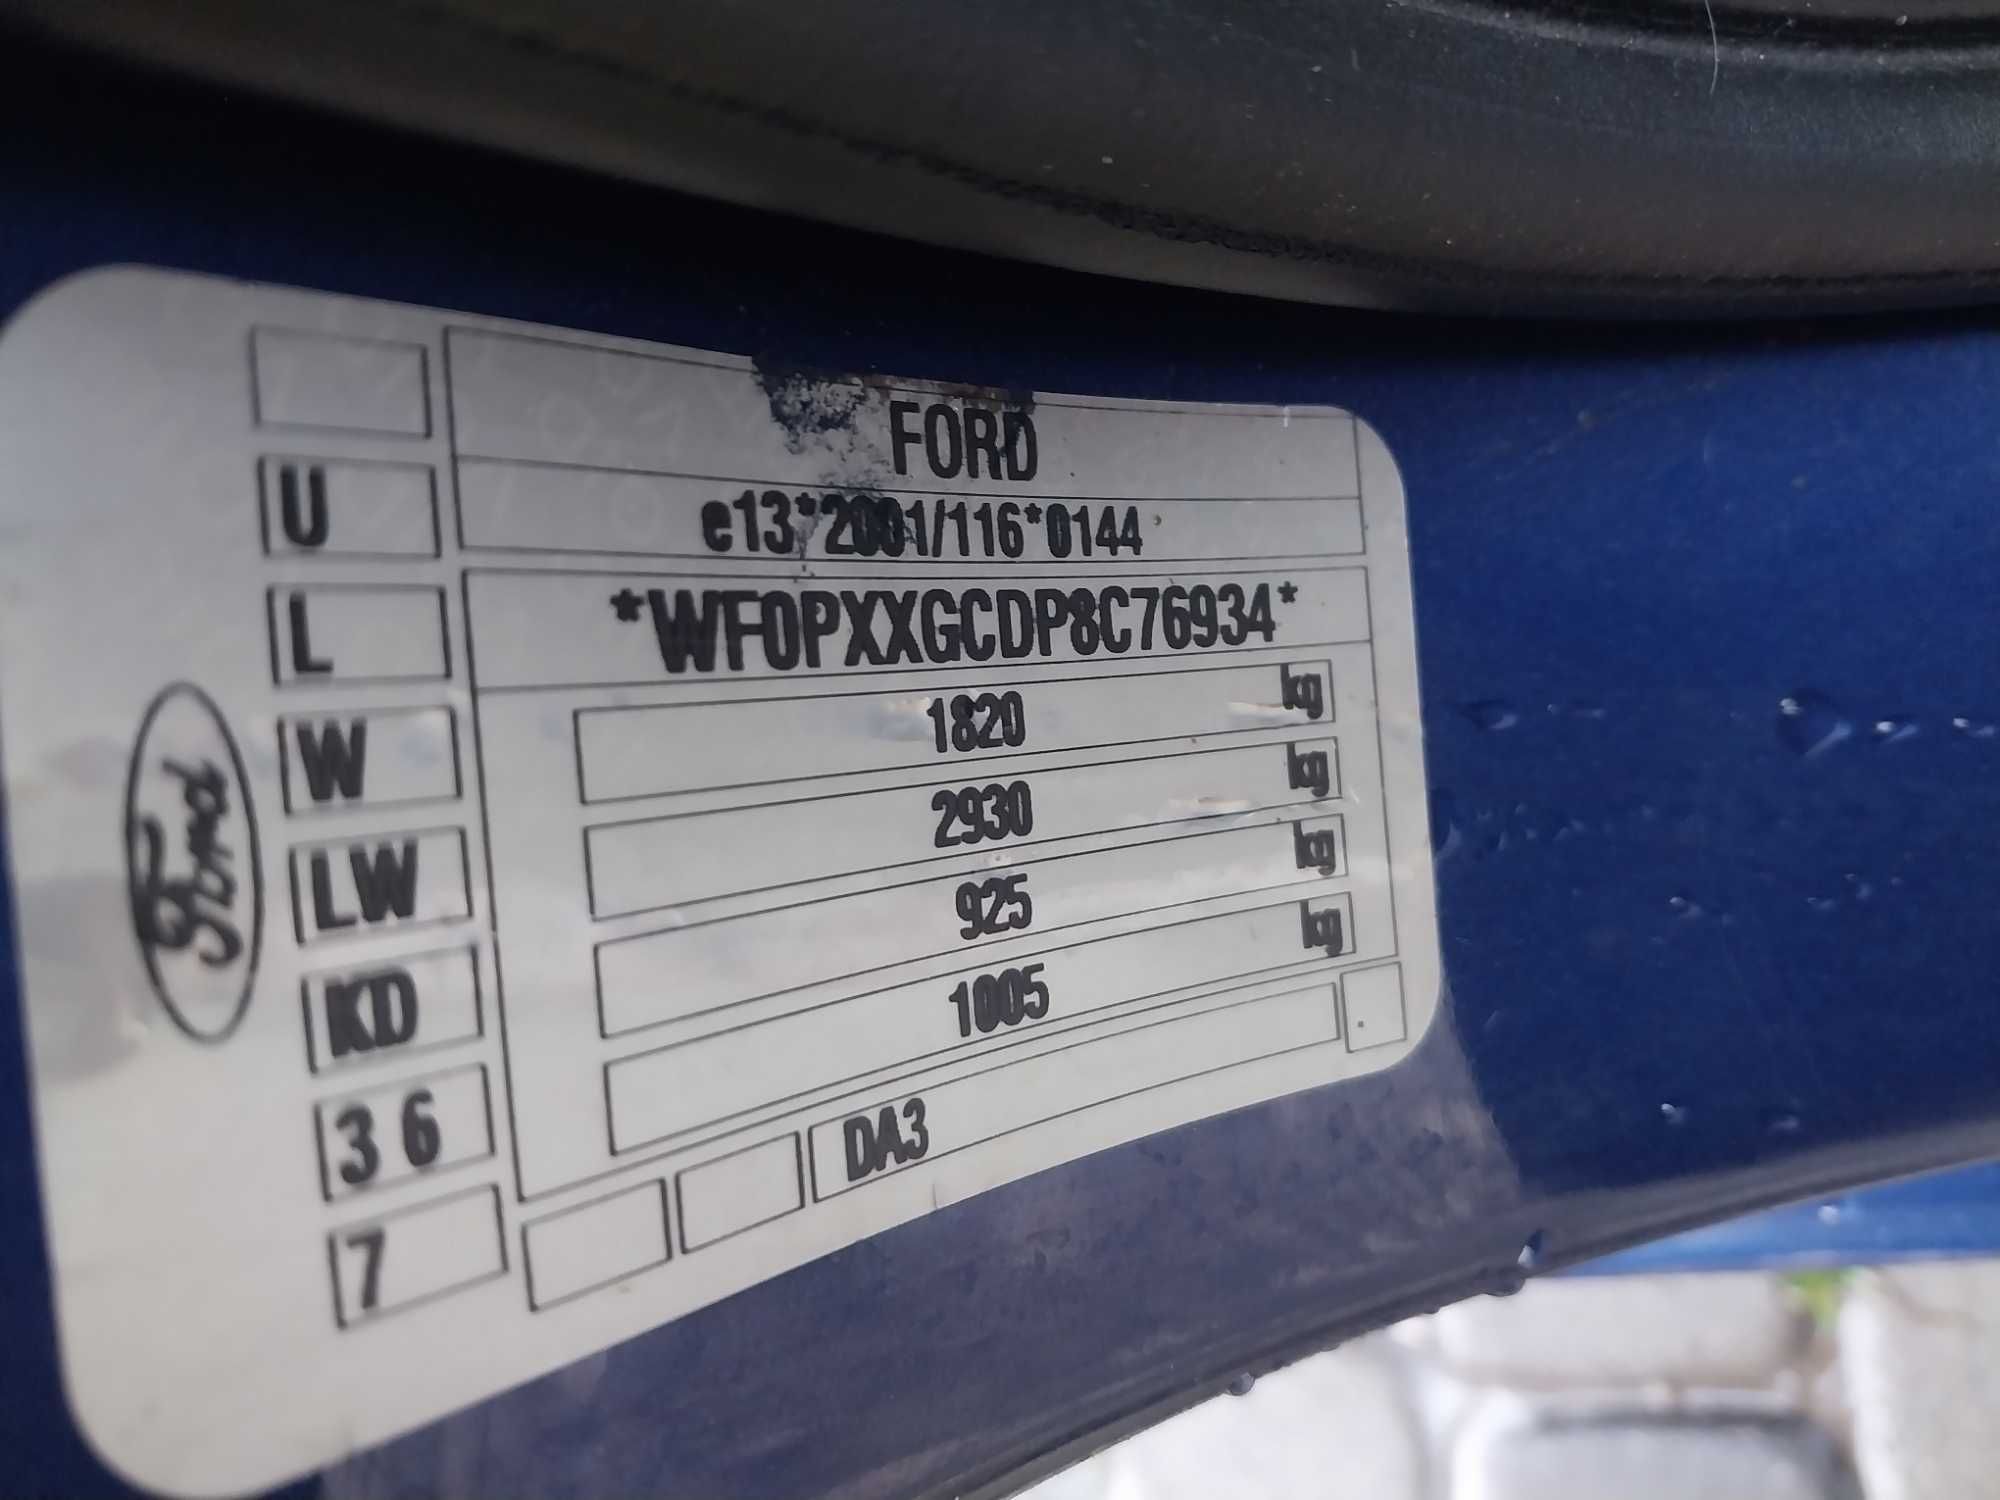 FORD
e13*2001/116*0144
*WF0PXXGCDP8C76934*
1820 kg
2930 kg
925 kg
1005 kg
DA3
U
L
W
LW
KD
3 6
7
Ford